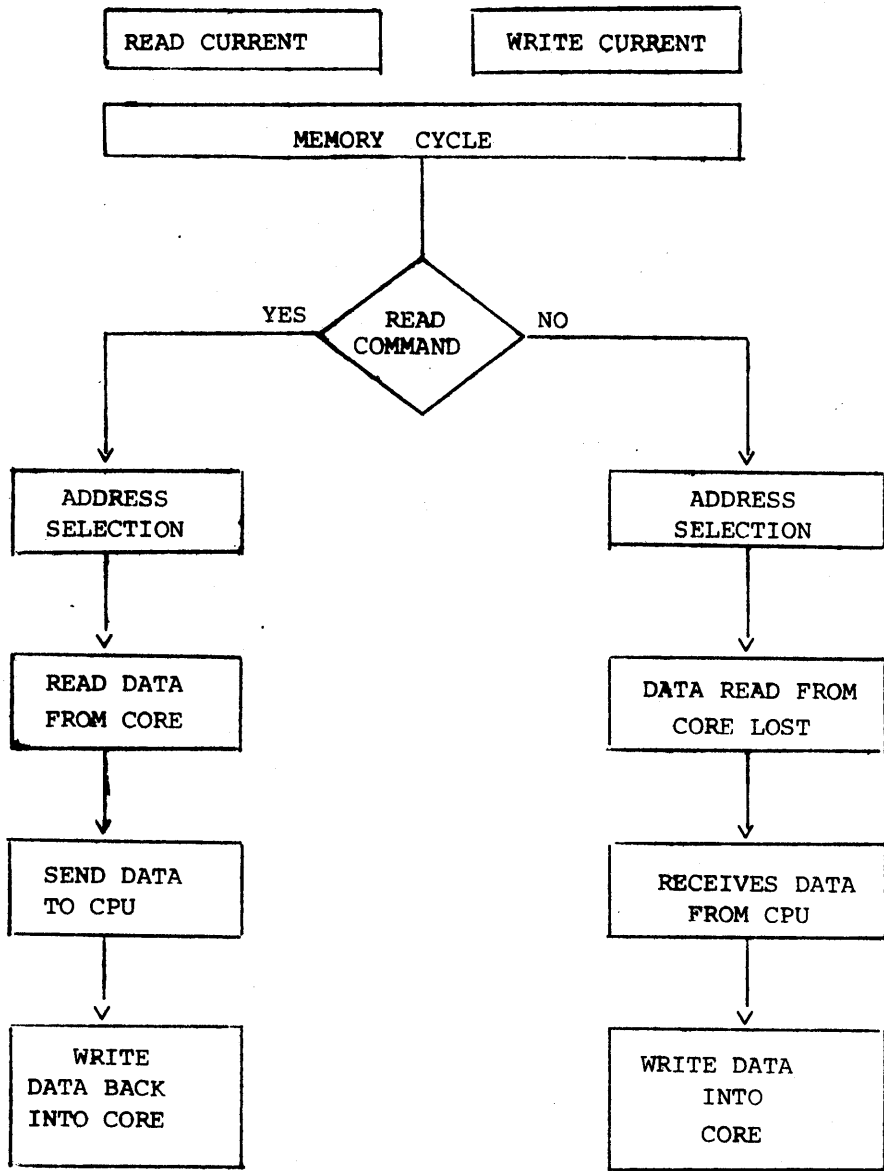 READ CURRENT
WRITE CURRENT
MEMORY CYCLE
YES
READ
COMMAND
NO
ADDRESS
SELECTION
ADDRESS
SELECTION
READ DATA
FROM CORE
DATA READ FROM
CORE LOST
SEND DATA
TO CPU
RECEIVES DATA
FROM CPU
WRITE
DATA BACK
INTO CORE
WRITE DATA
INTO
CORE